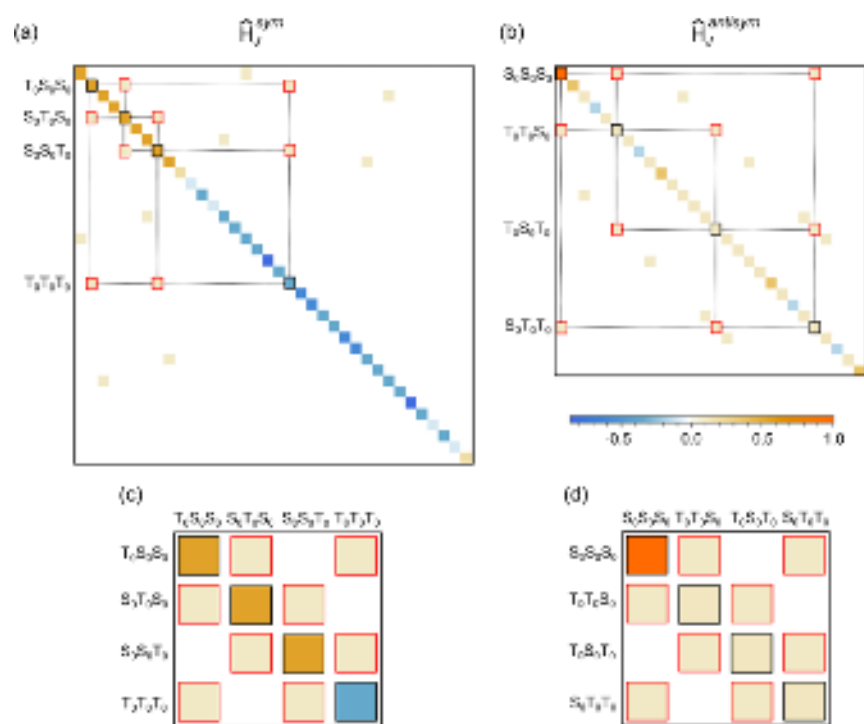 (a)
Ĥ_J^sym
T₀S₀S₀
S₀T₀S₀
S₀S₀T₀
T₀T₀T₀
(b)
Ĥ_J^antisym
S₀S₀S₀
T₀T₀S₀
T₀S₀T₀
S₀T₀T₀
-0.5 0.0 0.5 1.0
(c)
T₀S₀S₀ S₀T₀S₀ S₀S₀T₀ T₀T₀T₀
T₀S₀S₀
S₀T₀S₀
S₀S₀T₀
T₀T₀T₀
(d)
S₀S₀S₀ T₀T₀S₀ T₀S₀T₀ S₀T₀T₀
S₀S₀S₀
T₀T₀S₀
T₀S₀T₀
S₀T₀T₀